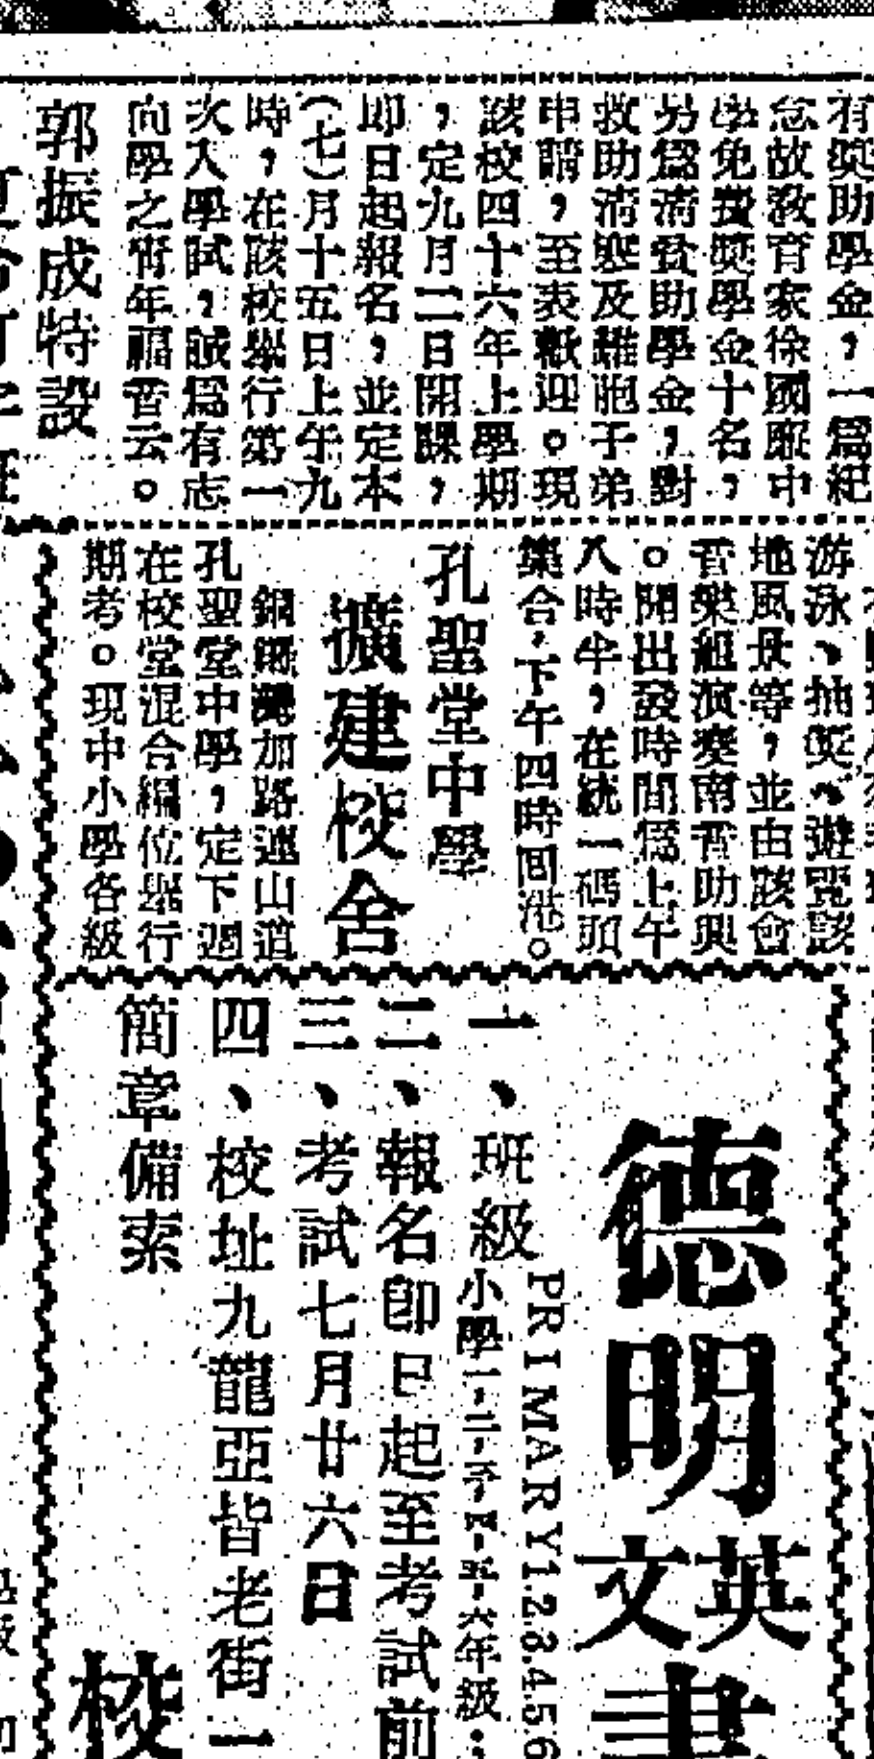 有奬助學金，一爲紀
念故敎育家徐國廕中
學免費奬學金十名，
另爲清貧助學金，對
救助清寒及難胞子弟
申請，至表歡迎。現
該校四十六年上學期
，定九月二日開課，
即日起報名，並定本
（七）月十五日上午九
時，在該校舉行第一
次入學試，誠爲有志
向學之靑年福音云。
郭振成特設
游泳、抽奬、遊覽該
地風景等，並由該會
音樂組演奏南音助興
。開出發時間爲上午
八時半，在統一碼頭
集合，下午四時回港。
孔聖堂中學
擴建校舍
銅鑼灣加路連山道
孔聖堂中學，定下週
在校堂混合編位舉行
期考。現中小學各級
德明
英文書
一、班級
PRIMARY1.2.3.4.5.6
小學一，二，三，四，五，六年級：
二、報名卽日起至考試前
三、考試七月廿六日
四、校址九龍亞皆老街一
簡章備索
校